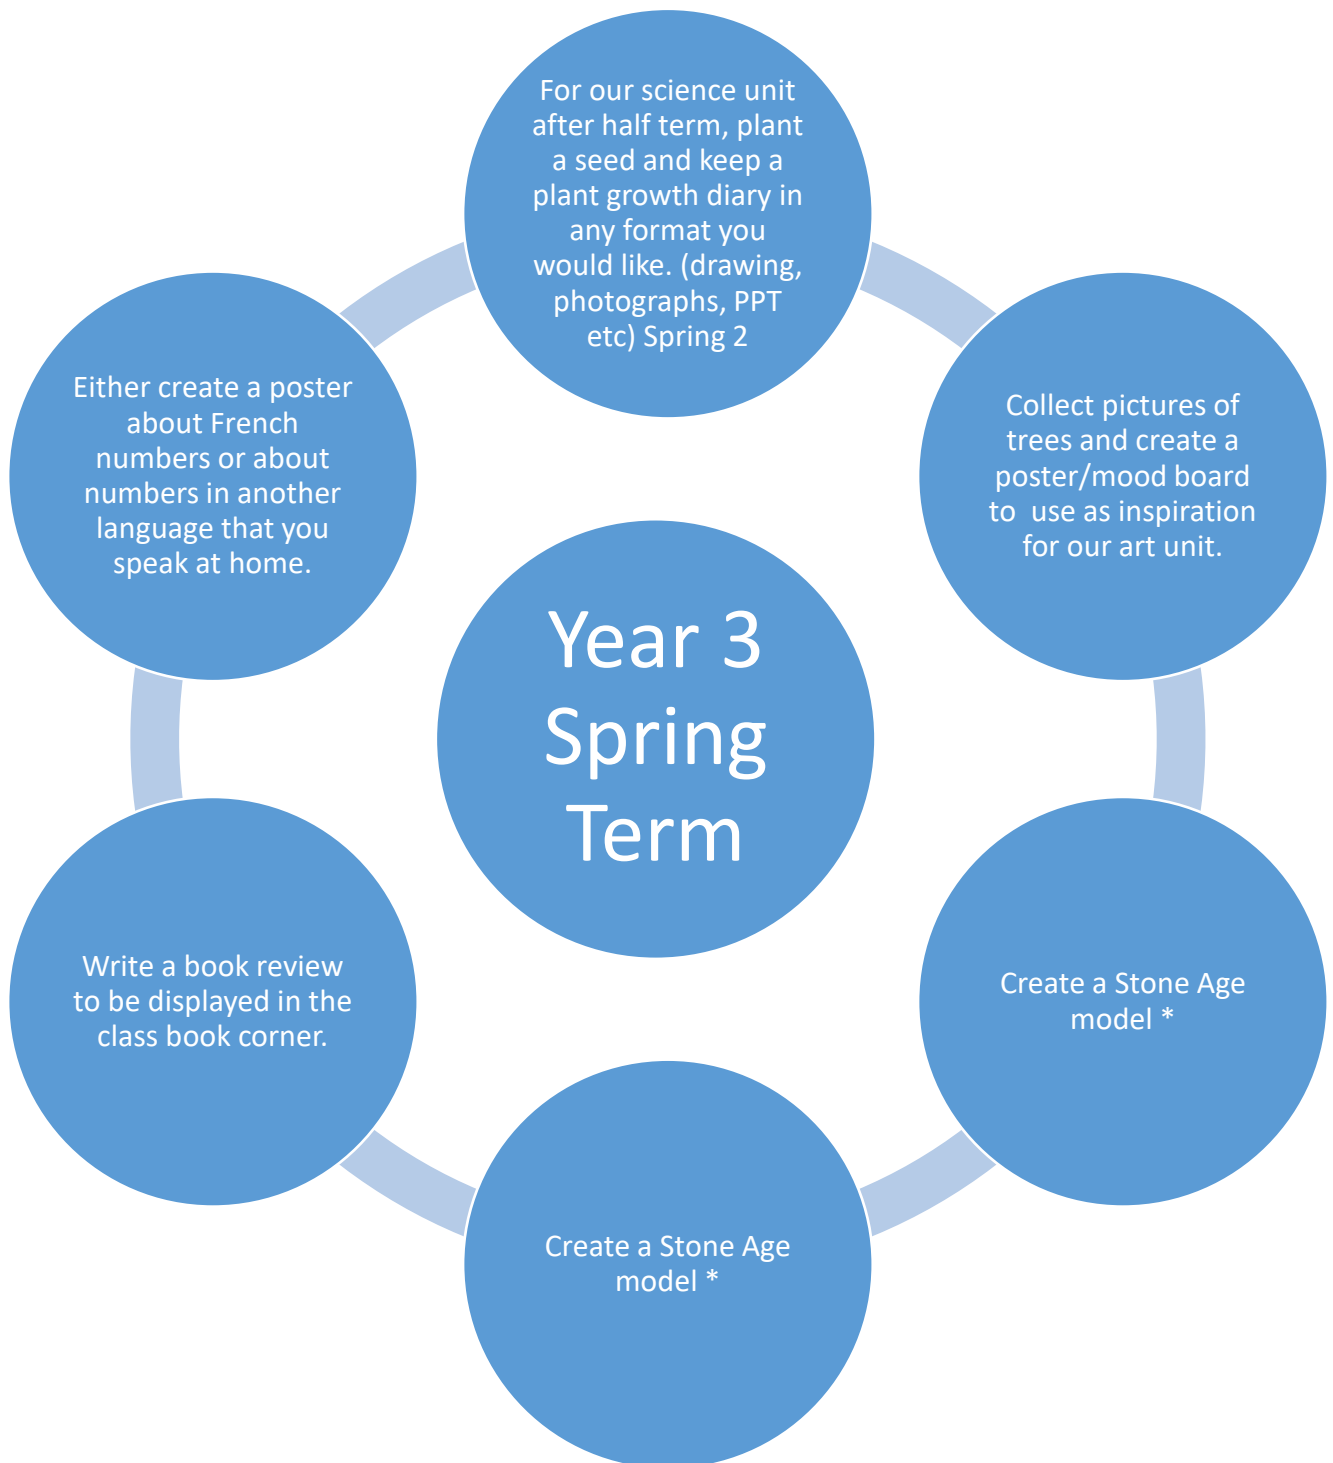 For our science unit
after half term, plant
a seed and keep a
plant growth diary in
any format you
would like. (drawing,
photographs, PPT
etc) Spring 2
Collect pictures of
trees and create a
poster/mood board
to  use as inspiration
for our art unit.
Create a Stone Age
model *
Create a Stone Age
model *
Write a book review
to be displayed in the
class book corner.
Either create a poster
about French
numbers or about
numbers in another
language that you
speak at home.
Year 3
Spring
Term